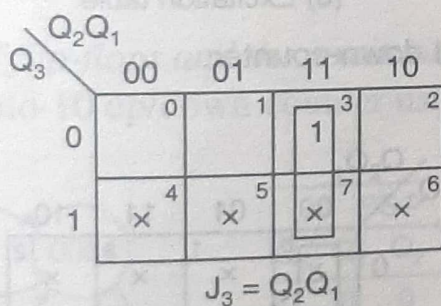 Q₂Q₁
Q₃ 00 01 11 10
0 0 1 1 3 2
1 × 4 × 5 × 7 × 6
J₃ = Q₂Q₁